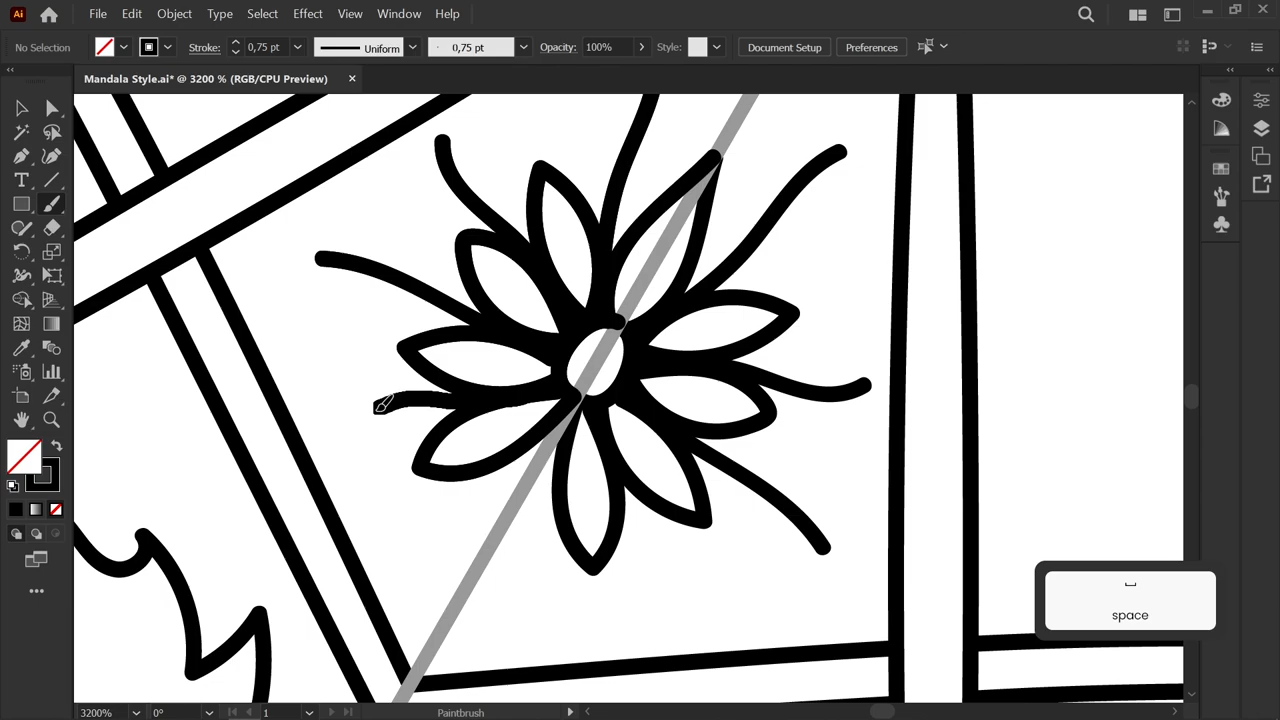 Ai File Edit Object Type Select Effect View Window Help
No Selection Stroke: 0,75 pt Uniform 0,75 pt Opacity: 100% Style: Document Setup Preferences
Mandala Style.ai* @ 3200 % (RGB/CPU Preview)
space
3200% 0° 1 Paintbrush